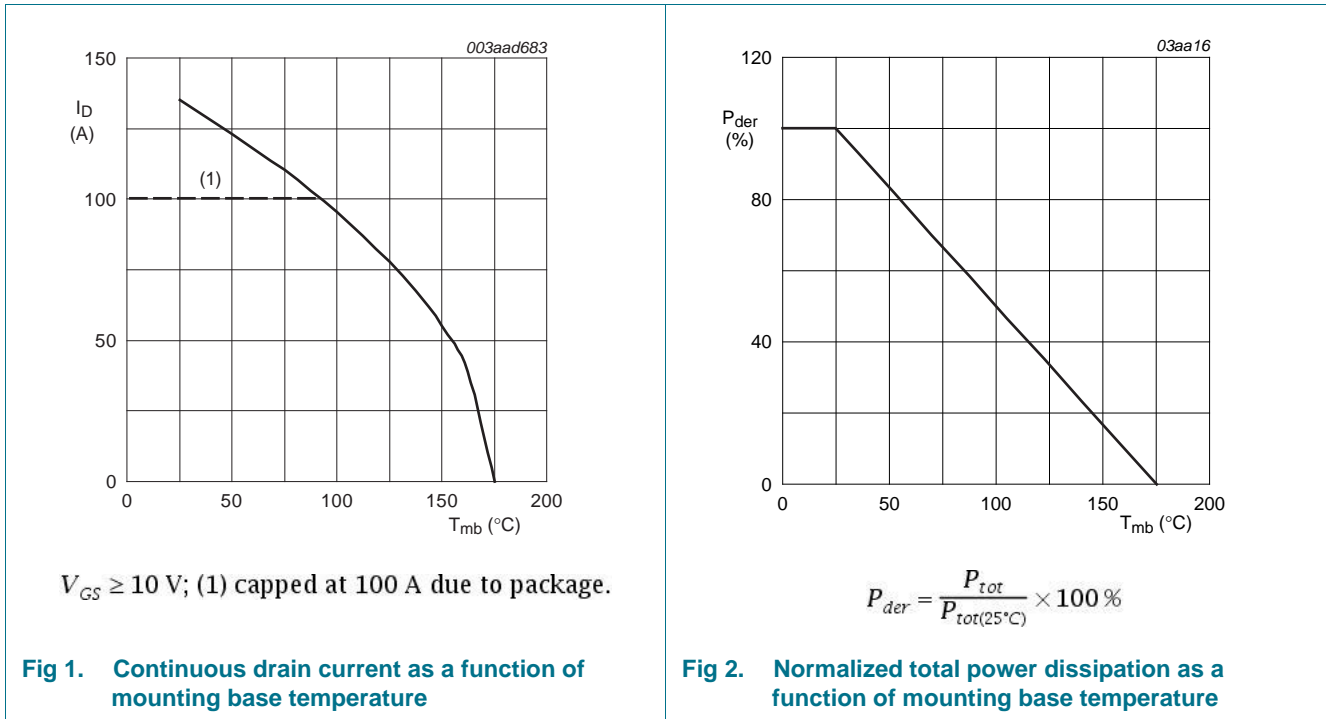 003aad683
150
I_D
(A)
(1)
100
50
0
0 50 100 150 200
T_mb (°C)
V_GS ≥ 10 V; (1) capped at 100 A due to package.
Fig 1. Continuous drain current as a function of
mounting base temperature
03aa16
120
P_der
(%)
80
40
0
0 50 100 150 200
T_mb (°C)
P_der = P_tot / P_tot(25°C) × 100 %
Fig 2. Normalized total power dissipation as a
function of mounting base temperature